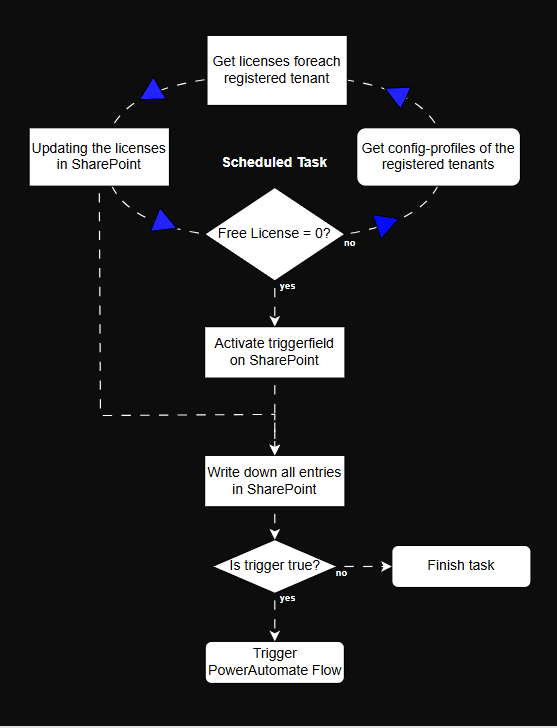 Get licenses foreach
registered tenant
Updating the licenses
in SharePoint
Get config-profiles of the
registered tenants
Scheduled Task
Free License = 0?
no
yes
Activate triggerfield
on SharePoint
Write down all entries
in SharePoint
Is trigger true?
no
Finish task
yes
Trigger
PowerAutomate Flow